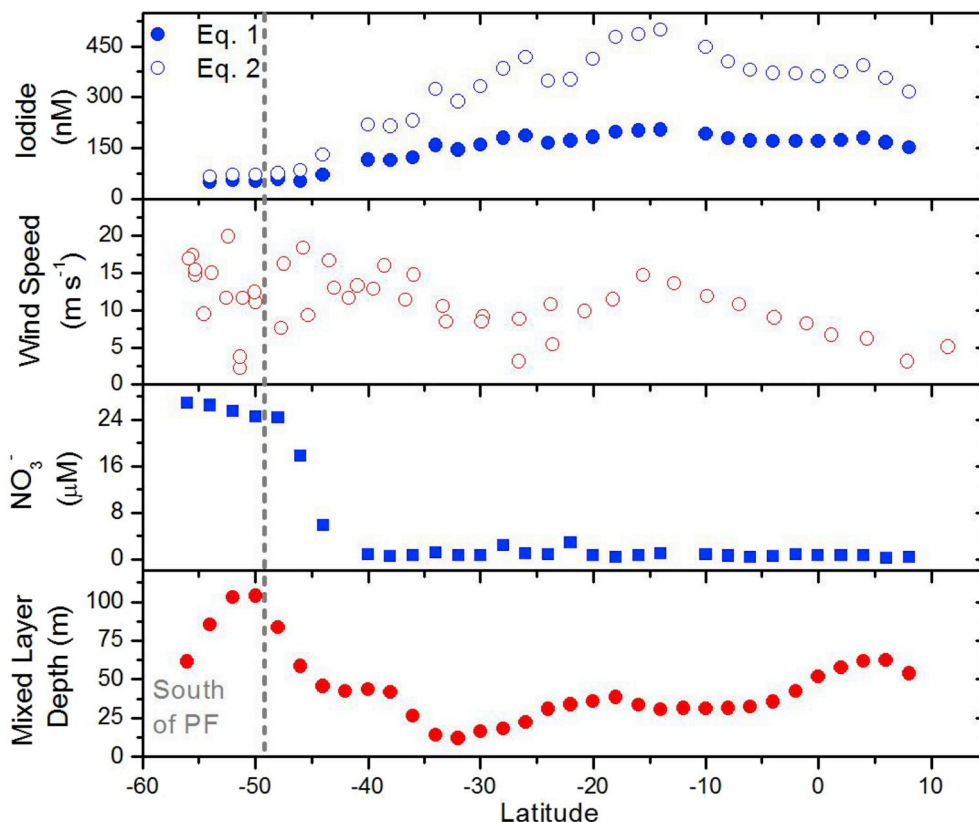 Eq. 1
Eq. 2
450
300
150
0
Iodide
(nM)
20
15
10
5
0
Wind Speed
(m s⁻¹)
24
16
8
0
NO₃⁻
(μM)
100
75
50
25
0
Mixed Layer
Depth (m)
South
of PF
-60 -50 -40 -30 -20 -10 0 10
Latitude